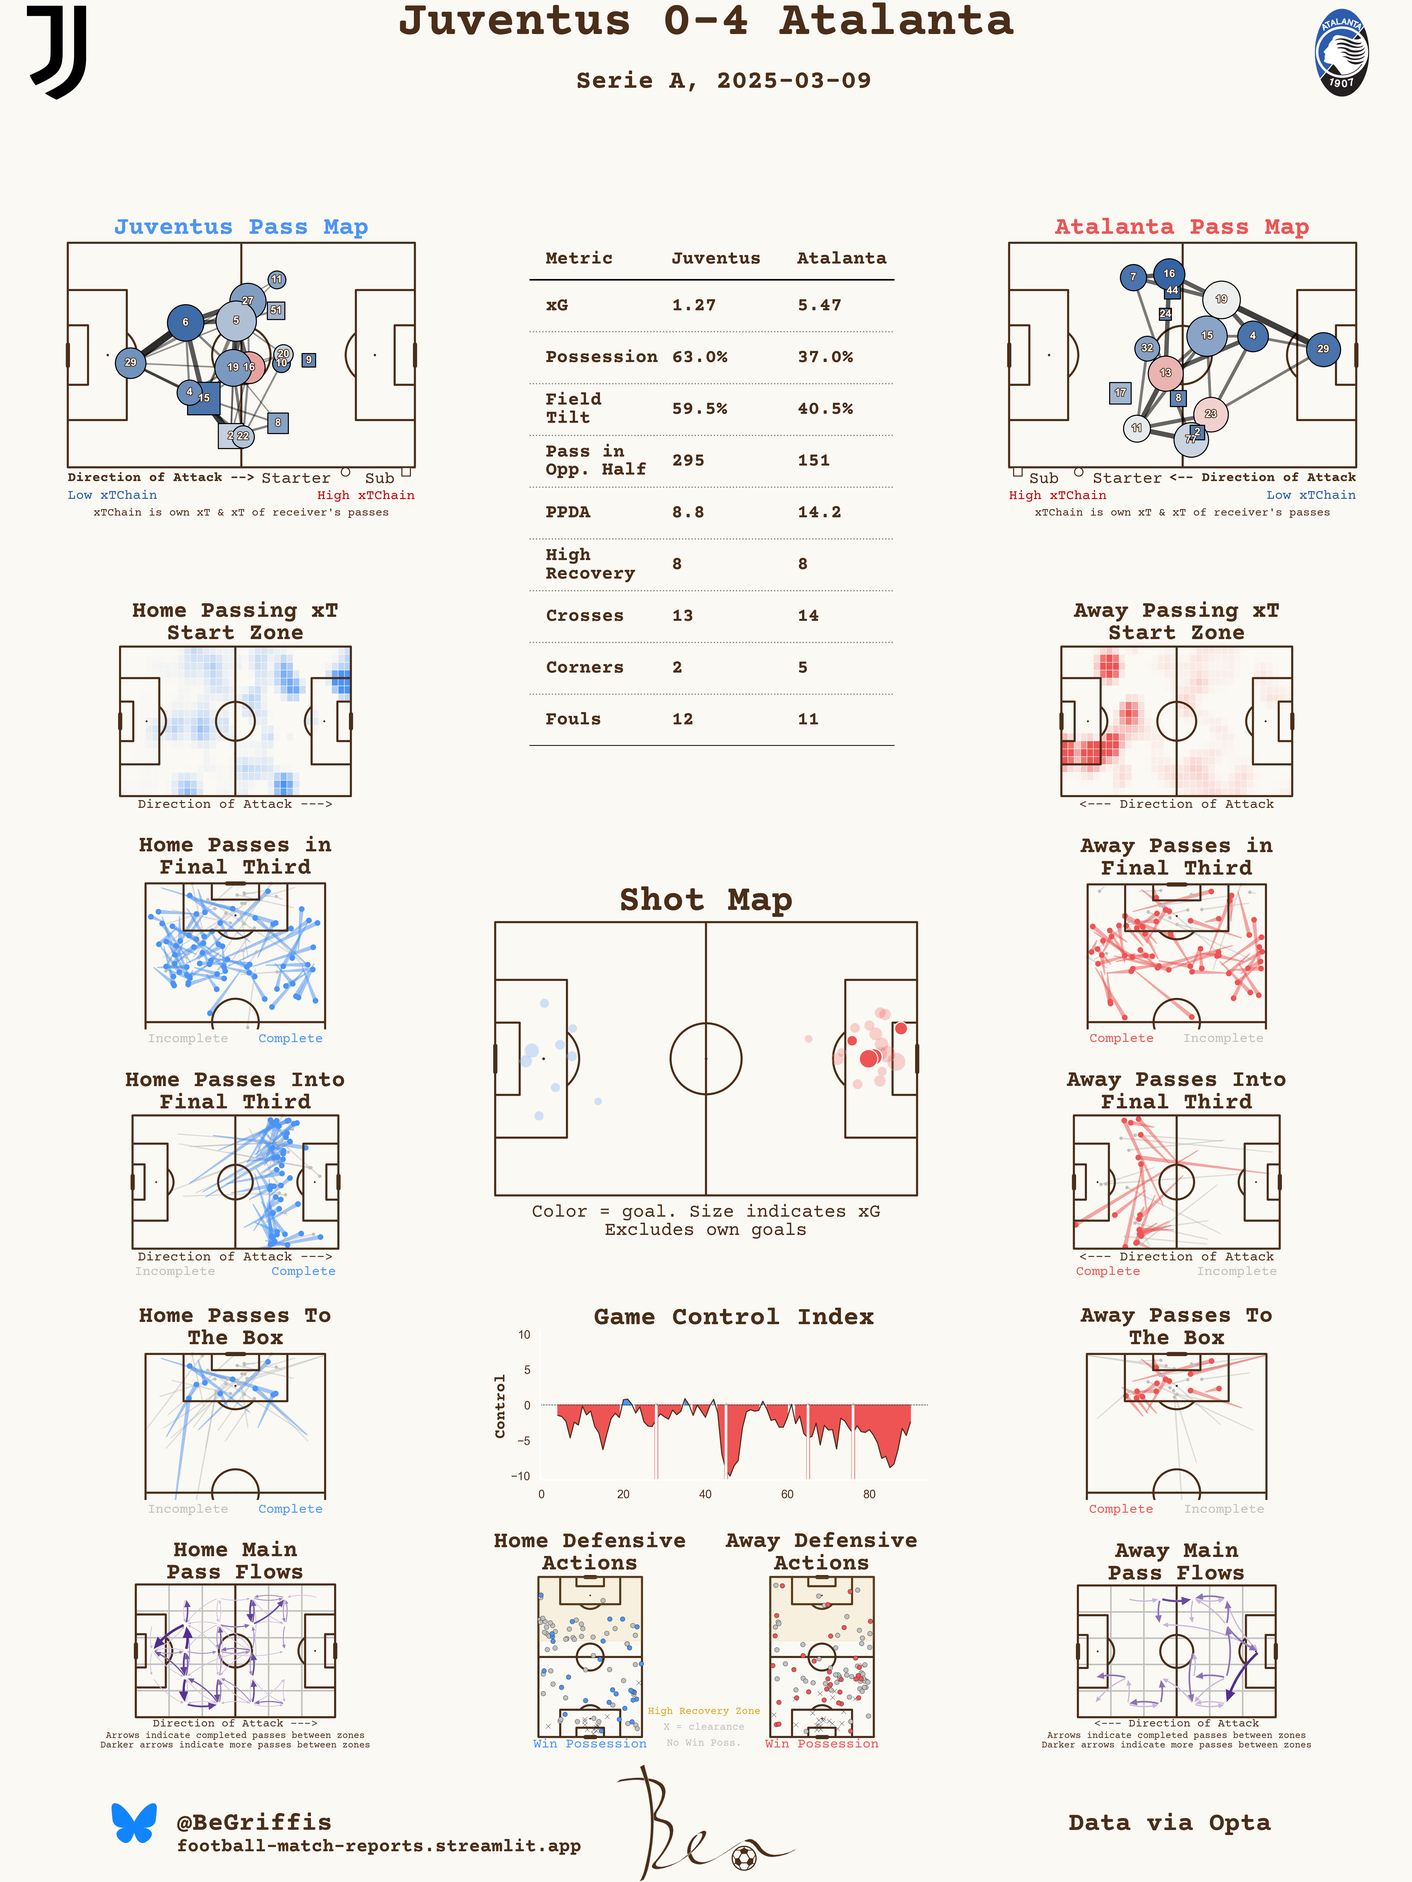 Juventus 0-4 Atalanta
Serie A, 2025-03-09
ATALANTA
1907
Juventus Pass Map
11
27
51
5
6
29
20
10
9
19
16
4
15
8
22
Direction of Attack --> Starter Sub
Low xTChain High xTChain
xTChain is own xT & xT of receiver's passes
Metric Juventus Atalanta
xG 1.27 5.47
Possession 63.0% 37.0%
Field
Tilt 59.5% 40.5%
Pass in
Opp. Half 295 151
PPDA 8.8 14.2
High
Recovery 8 8
Crosses 13 14
Corners 2 5
Fouls 12 11
Atalanta Pass Map
7
16
44
19
24
15
4
32
29
13
17
8
23
11
2
77
Sub Starter <-- Direction of Attack
High xTChain Low xTChain
xTChain is own xT & xT of receiver's passes
Home Passing xT
Start Zone
Direction of Attack --->
Away Passing xT
Start Zone
<--- Direction of Attack
Home Passes in
Final Third
Incomplete Complete
Away Passes in
Final Third
Complete Incomplete
Shot Map
Color = goal. Size indicates xG
Excludes own goals
Home Passes Into
Final Third
Direction of Attack --->
Incomplete Complete
Away Passes Into
Final Third
<--- Direction of Attack
Complete Incomplete
Home Passes To
The Box
Incomplete Complete
Game Control Index
Control
10
5
0
−5
−10
0 20 40 60 80
Away Passes To
The Box
Complete Incomplete
Home Main
Pass Flows
Direction of Attack --->
Arrows indicate completed passes between zones
Darker arrows indicate more passes between zones
Home Defensive
Actions
Win Possession
High Recovery Zone
X = clearance
No Win Poss.
Away Defensive
Actions
Win Possession
Away Main
Pass Flows
<--- Direction of Attack
Arrows indicate completed passes between zones
Darker arrows indicate more passes between zones
@BeGriffis
football-match-reports.streamlit.app
Ben
Data via Opta